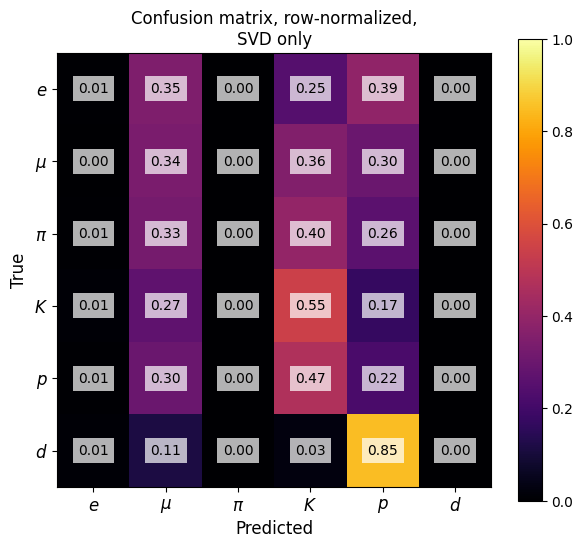 Confusion matrix, row-normalized,
SVD only
e 0.01 0.35 0.00 0.25 0.39 0.00
μ 0.00 0.34 0.00 0.36 0.30 0.00
π 0.01 0.33 0.00 0.40 0.26 0.00
K 0.01 0.27 0.00 0.55 0.17 0.00
p 0.01 0.30 0.00 0.47 0.22 0.00
d 0.01 0.11 0.00 0.03 0.85 0.00
e μ π K p d
Predicted
True
1.0
0.8
0.6
0.4
0.2
0.0